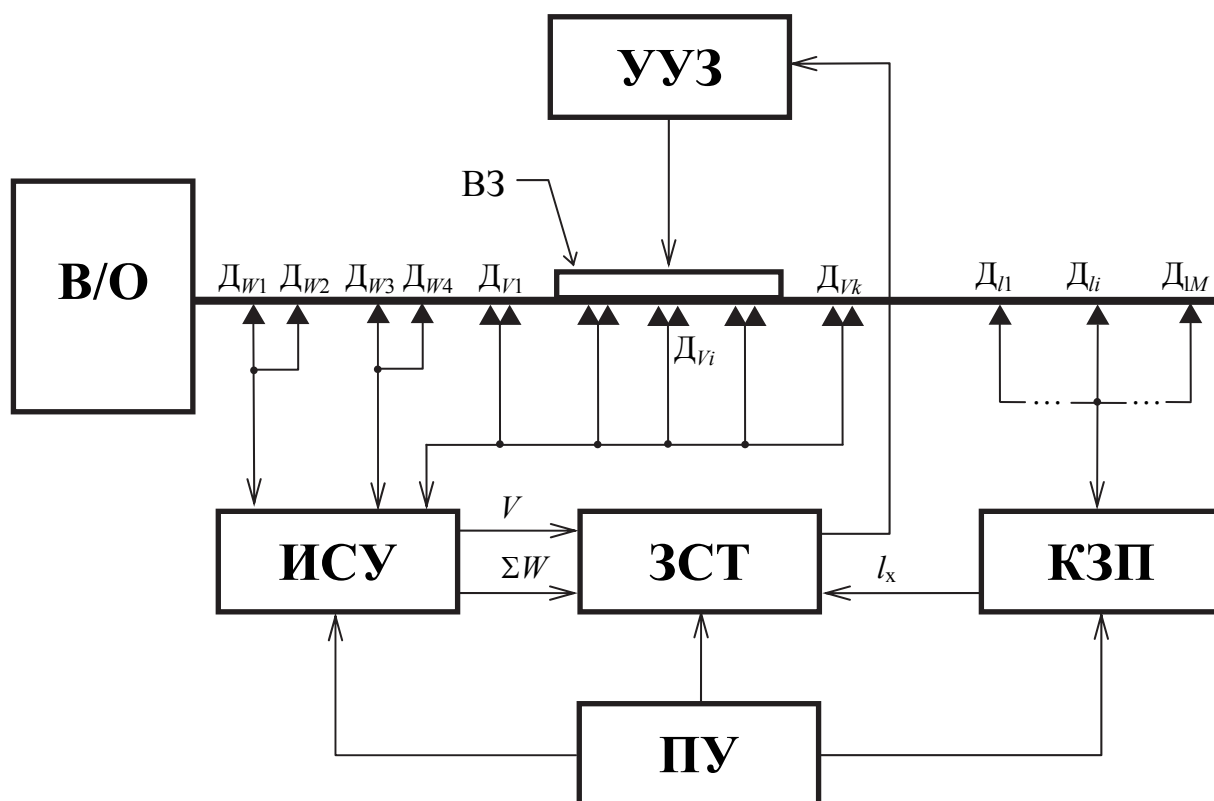 УУЗ
ВЗ
В/О
Д_W1 Д_W2 Д_W3 Д_W4 Д_V1 Д_Vk Д_l1 Д_li Д_lM
Д_Vi
... ...
V
ИСУ ЗСТ КЗП
ΣW l_x
ПУ